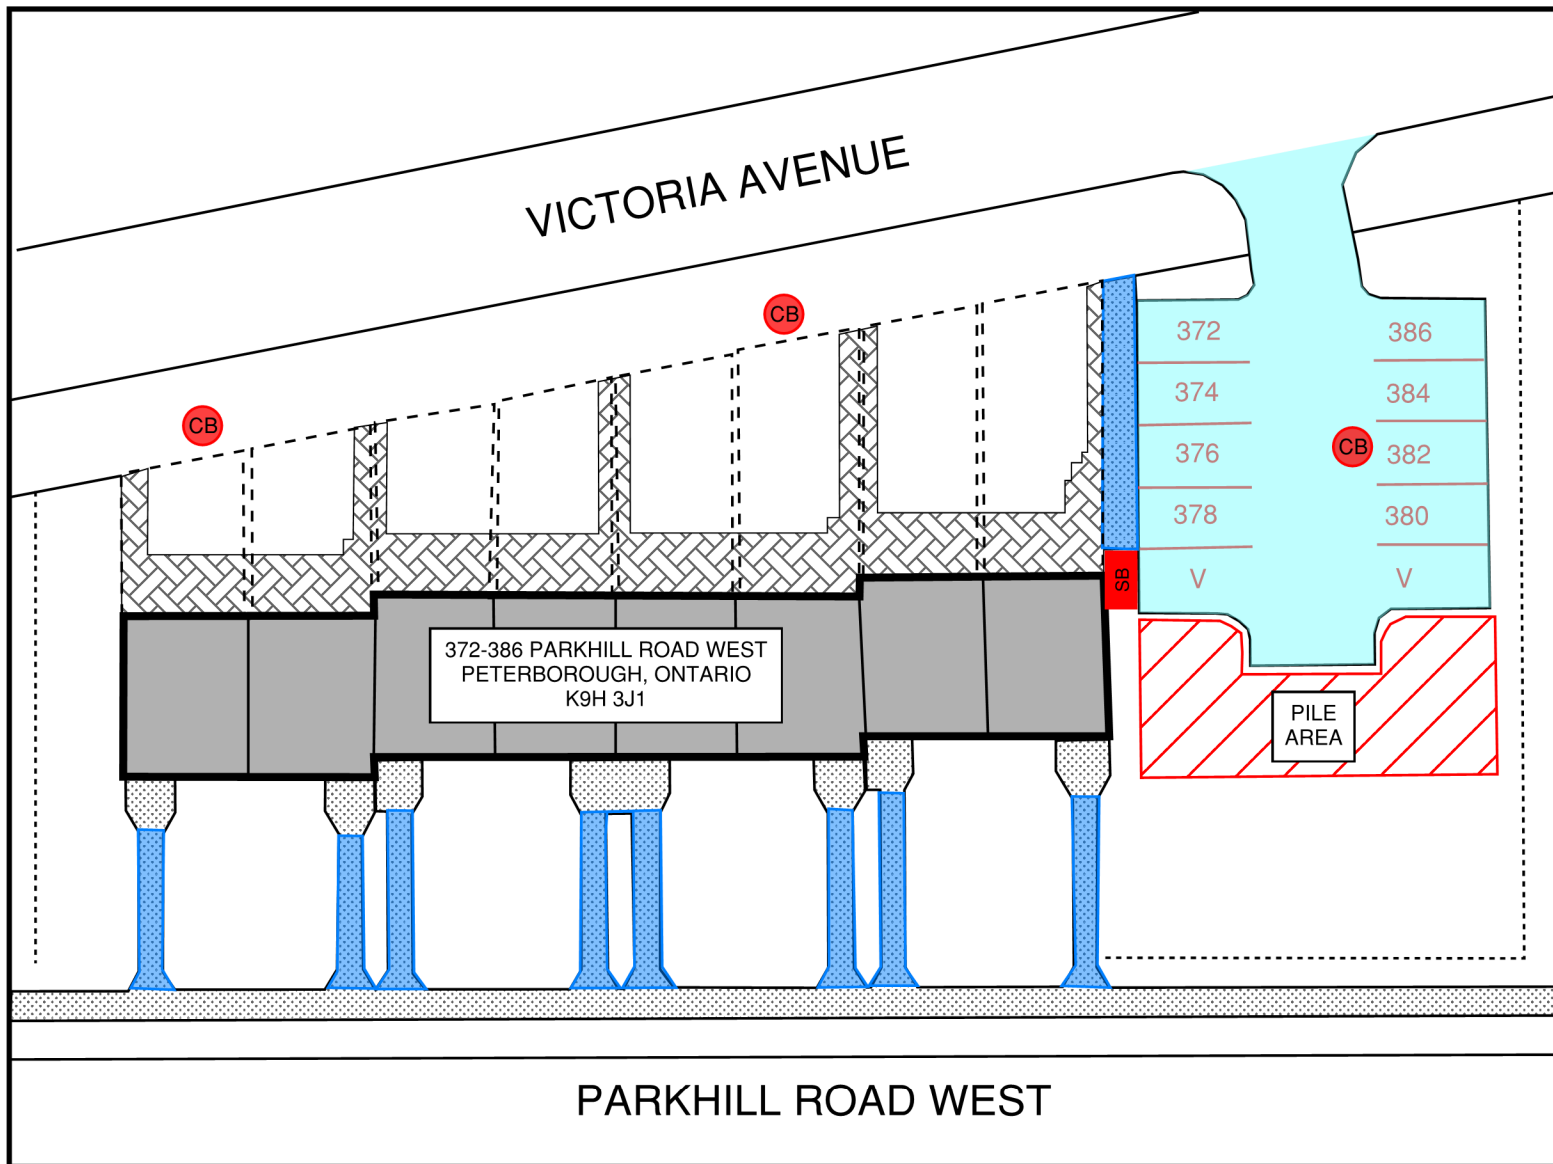 VICTORIA AVENUE
CB
CB
372
386
374
384
CB
376
382
378
380
SB
V
V
372-386 PARKHILL ROAD WEST
PETERBOROUGH, ONTARIO
K9H 3J1
PILE
AREA
PARKHILL ROAD WEST